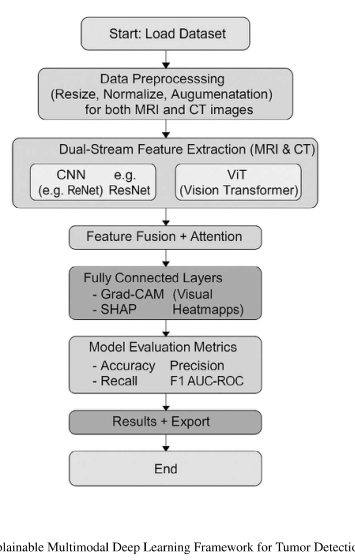 Start: Load Dataset
Data Preprocesssing
(Resize, Normalize, Augumenatation)
for both MRI and CT images
Dual-Stream Feature Extraction (MRI & CT)
CNN e.g.
(e.g. ReNet) ResNet
ViT
(Vision Transformer)
Feature Fusion + Attention
Fully Connected Layers
- Grad-CAM (Visual
- SHAP Heatmapps)
Model Evaluation Metrics
- Accuracy Precision
- Recall F1 AUC-ROC
Results + Export
End
plainable Multimodal Deep Learning Framework for Tumor Detectio